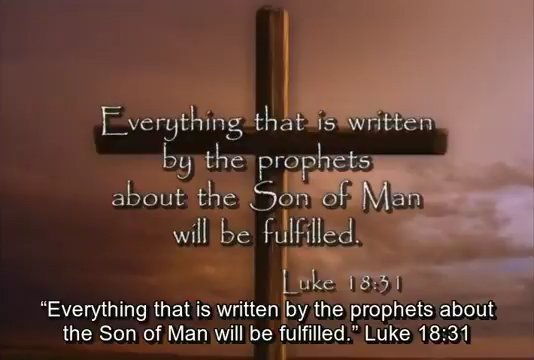 Everything that is written
by the prophets
about the Son of Man
will be fulfilled.
Luke 18:31
“Everything that is written by the prophets about
the Son of Man will be fulfilled.” Luke 18:31